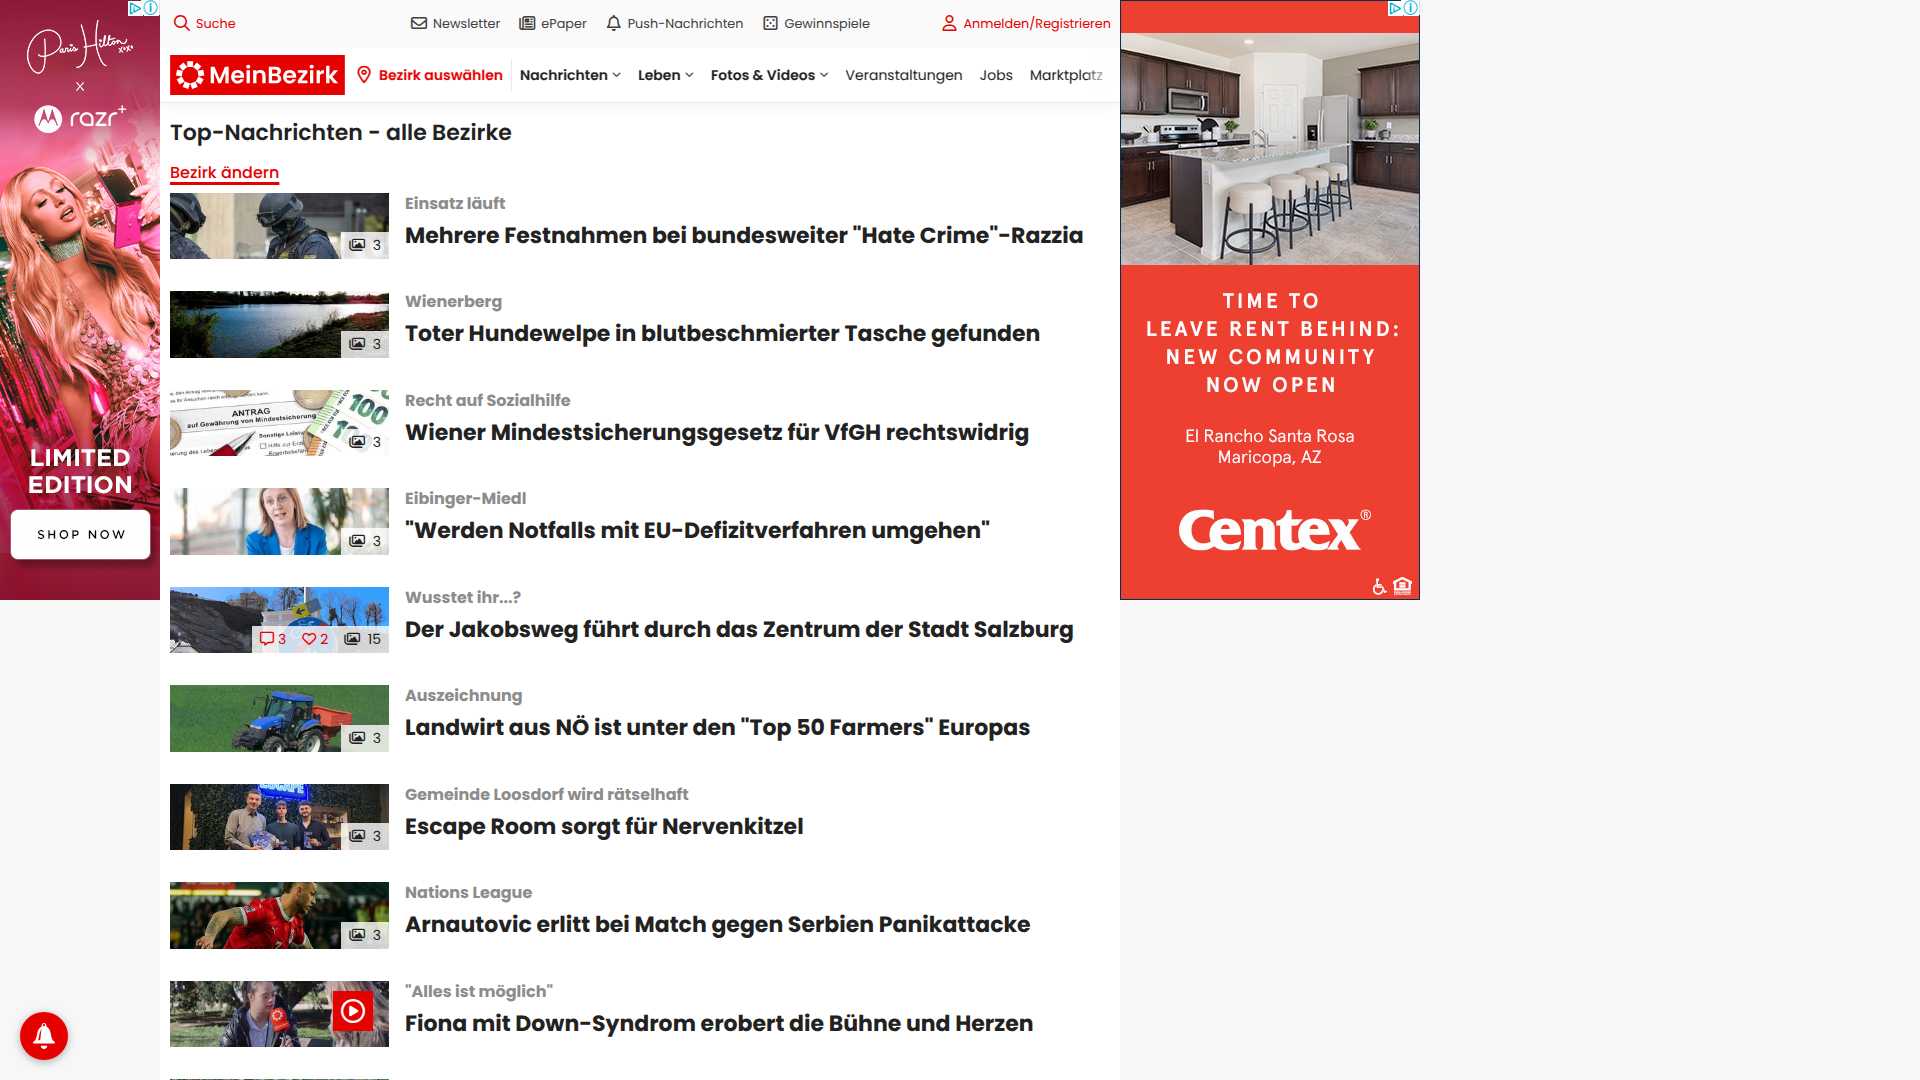 Suche
Newsletter
ePaper
Push-Nachrichten
Gewinnspiele
Anmelden/Registrieren
MeinBezirk
Bezirk auswählen
Nachrichten
Leben
Fotos & Videos
Veranstaltungen
Jobs
Marktplatz
Top-Nachrichten - alle Bezirke
Bezirk ändern
3
Einsatz läuft
Mehrere Festnahmen bei bundesweiter "Hate Crime"-Razzia
3
Wienerberg
Toter Hundewelpe in blutbeschmierter Tasche gefunden
ANTRAG
auf Gewährung von Mindestsicherung
100
3
Recht auf Sozialhilfe
Wiener Mindestsicherungsgesetz für VfGH rechtswidrig
3
Eibinger-Miedl
"Werden Notfalls mit EU-Defizitverfahren umgehen"
3
2
15
Wusstet ihr...?
Der Jakobsweg führt durch das Zentrum der Stadt Salzburg
3
Auszeichnung
Landwirt aus NÖ ist unter den "Top 50 Farmers" Europas
3
Gemeinde Loosdorf wird rätselhaft
Escape Room sorgt für Nervenkitzel
3
Nations League
Arnautovic erlitt bei Match gegen Serbien Panikattacke
"Alles ist möglich"
Fiona mit Down-Syndrom erobert die Bühne und Herzen
Paris Hilton
xoxo
x
razr+
LIMITED
EDITION
SHOP NOW
TIME TO
LEAVE RENT BEHIND:
NEW COMMUNITY
NOW OPEN
El Rancho Santa Rosa
Maricopa, AZ
Centex®